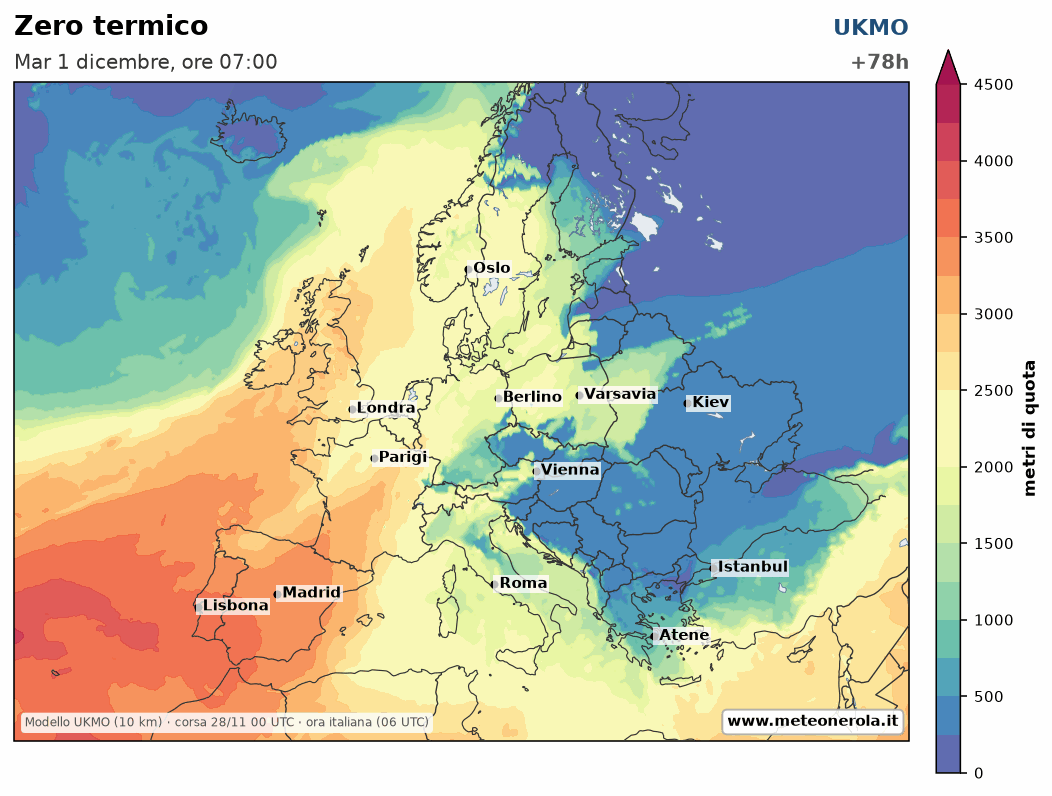 Zero termico
UKMO
Mar 1 dicembre, ore 07:00
+78h
4500
4000
3500
3000
2500
2000
1500
1000
500
0
metri di quota
Oslo
Berlino
Varsavia
Kiev
Londra
Parigi
Vienna
Istanbul
Roma
Madrid
Lisbona
Atene
Modello UKMO (10 km) · corsa 28/11 00 UTC · ora italiana (06 UTC)
www.meteonerola.it